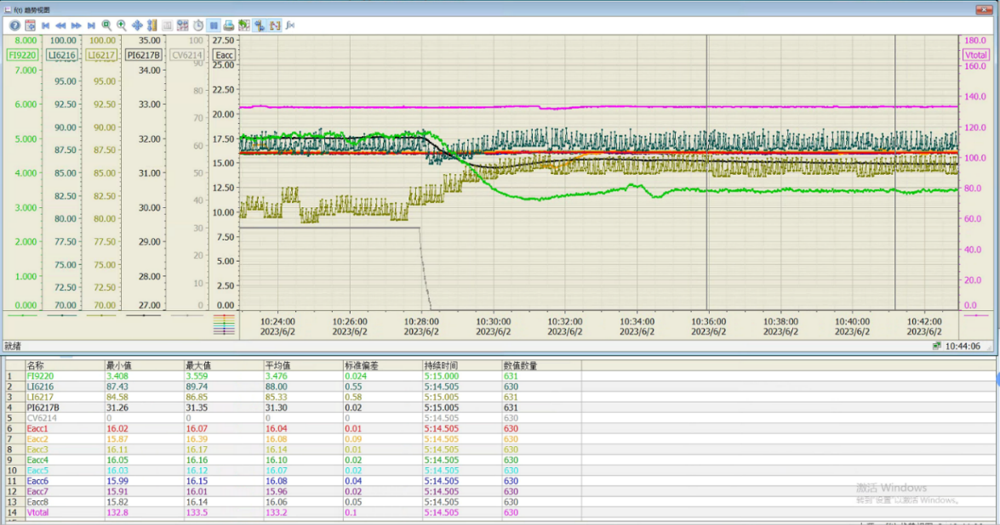 f(t) 趋势视图
8.000 100.00 100.00 35.00 100 27.50 180.0
FI9220 LI6216 LI6217 PI6217B CV6214 Eacc Vtotal
7.000 34.00 90 25.00 160.0
95.00 95.00 80 22.50
6.000 92.50 92.50 33.00 70 20.00 140.0
5.000 90.00 90.00 32.00 60 17.50 120.0
87.50 87.50 15.00 100.0
4.000 85.00 85.00 31.00 50 12.50 80.0
3.000 82.50 82.50 30.00 40 10.00
80.00 80.00 30 7.50 60.0
2.000 77.50 77.50 29.00 20 5.00 40.0
1.000 75.00 75.00 28.00 10 2.50 20.0
72.50 72.50
0.000 70.00 70.00 27.00 0 0.00 0.0
10:24:00 10:26:00 10:28:00 10:30:00 10:32:00 10:34:00 10:36:00 10:38:00 10:40:00 10:42:00
2023/6/2 2023/6/2 2023/6/2 2023/6/2 2023/6/2 2023/6/2 2023/6/2 2023/6/2 2023/6/2 2023/6/2
就绪 10:44:06
名称 最小值 最大值 平均值 标准偏差 持续时间 数值数量
1 FI9220 3.408 3.559 3.476 0.024 5:15.000 631
2 LI6216 87.43 89.74 88.00 0.55 5:14.505 630
3 LI6217 84.58 86.85 85.33 0.58 5:15.005 631
4 PI6217B 31.26 31.35 31.30 0.02 5:15.005 631
5 CV6214 0 0 0 0 5:14.505 630
6 Eacc1 16.02 16.07 16.04 0.01 5:14.505 630
7 Eacc2 15.87 16.39 16.08 0.09 5:14.505 630
8 Eacc3 16.11 16.17 16.14 0.01 5:14.505 630
9 Eacc4 16.05 16.16 16.10 0.02 5:14.505 630
10 Eacc5 16.03 16.12 16.07 0.02 5:14.505 630
11 Eacc6 15.99 16.15 16.08 0.04 5:14.505 630
12 Eacc7 15.91 16.01 15.96 0.02 5:14.505 630
13 Eacc8 15.82 16.14 16.06 0.05 5:14.505 630
14 Vtotal 132.8 133.5 133.2 0.1 5:14.505 630
激活 Windows
转到"设置"以激活 Windows。